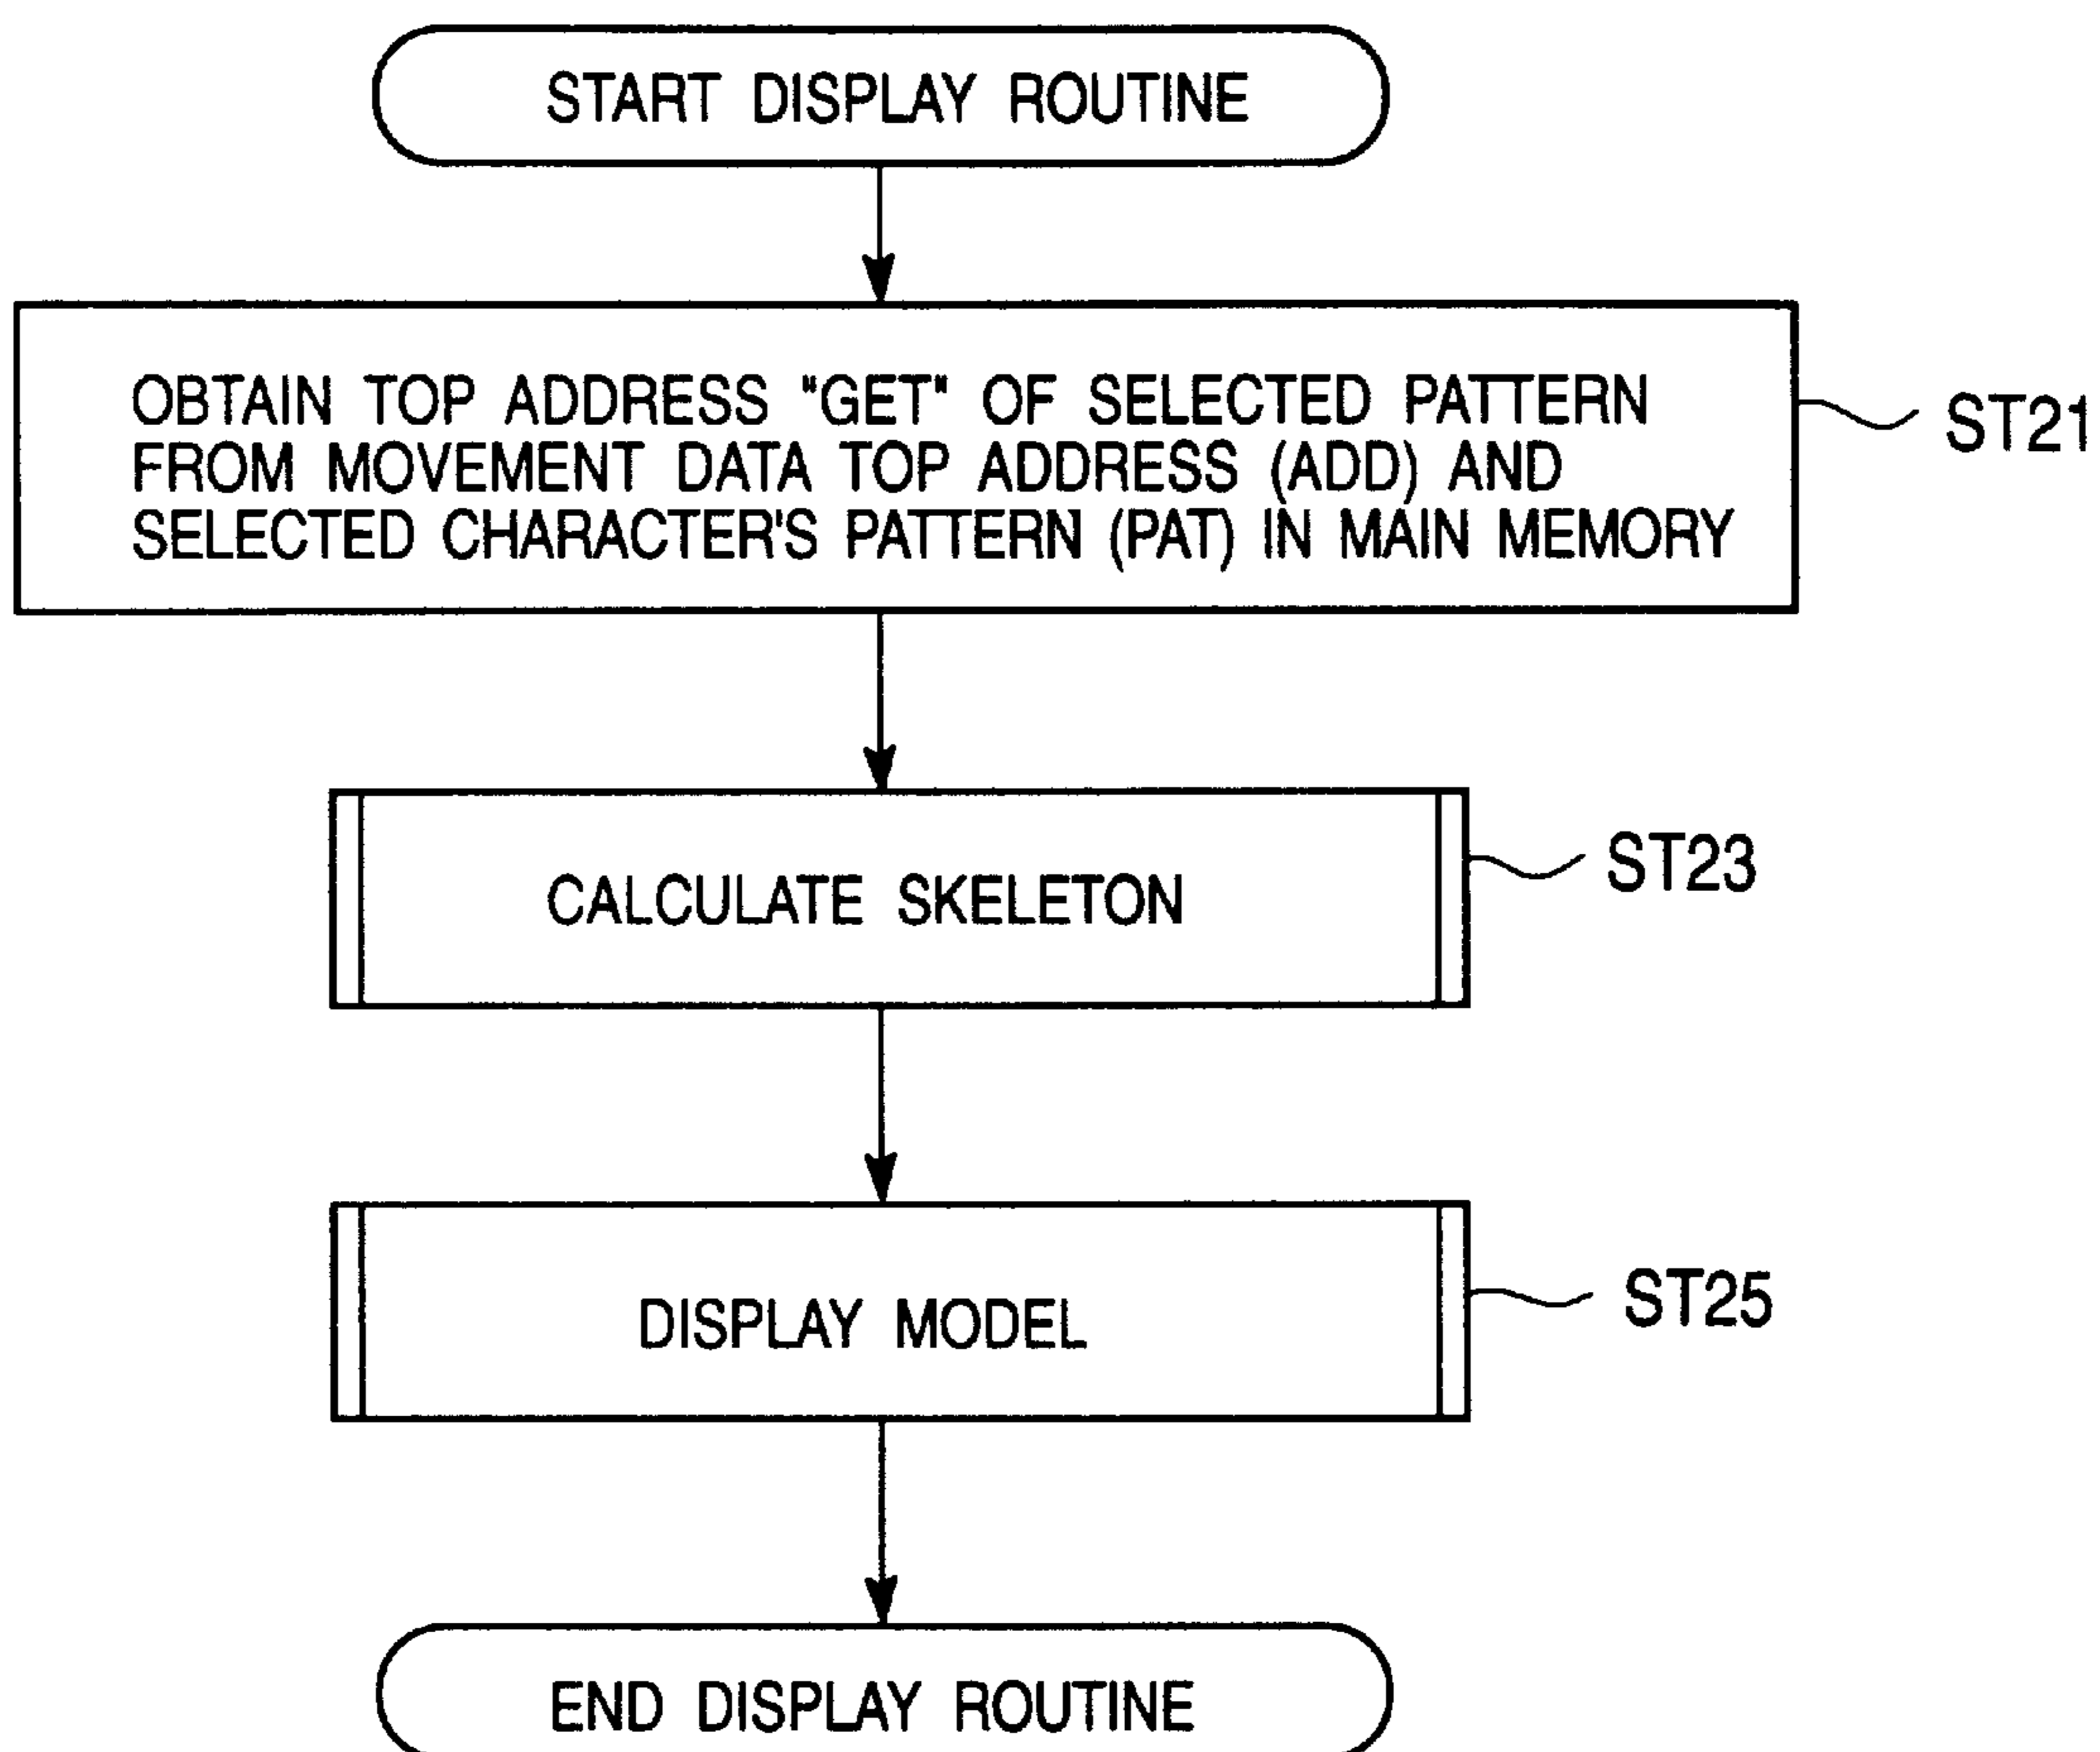 START DISPLAY ROUTINE
OBTAIN TOP ADDRESS "GET" OF SELECTED PATTERN
FROM MOVEMENT DATA TOP ADDRESS (ADD) AND
SELECTED CHARACTER'S PATTERN (PAT) IN MAIN MEMORY
ST21
CALCULATE SKELETON
ST23
DISPLAY MODEL
ST25
END DISPLAY ROUTINE